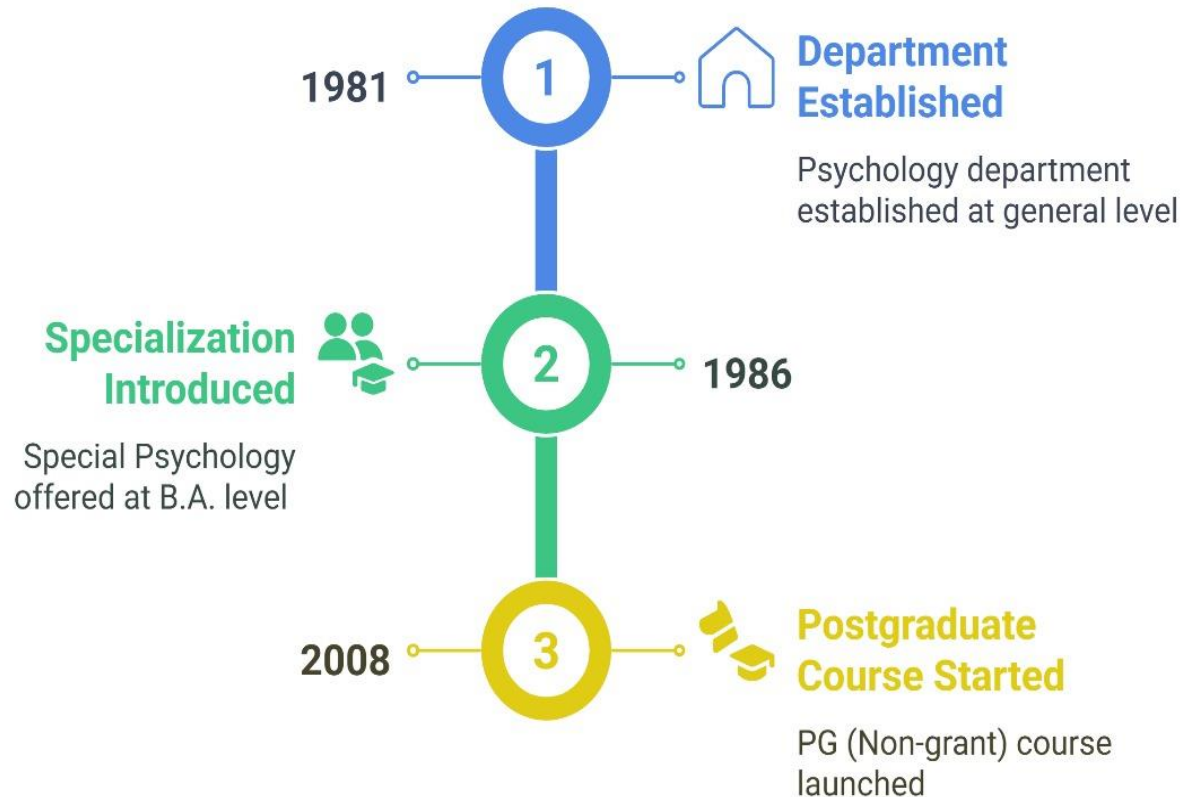 1981
1
Department
Established
Psychology department
established at general level
Specialization
Introduced
Special Psychology
offered at B.A. level
2
1986
2008
3
Postgraduate
Course Started
PG (Non-grant) course
launched